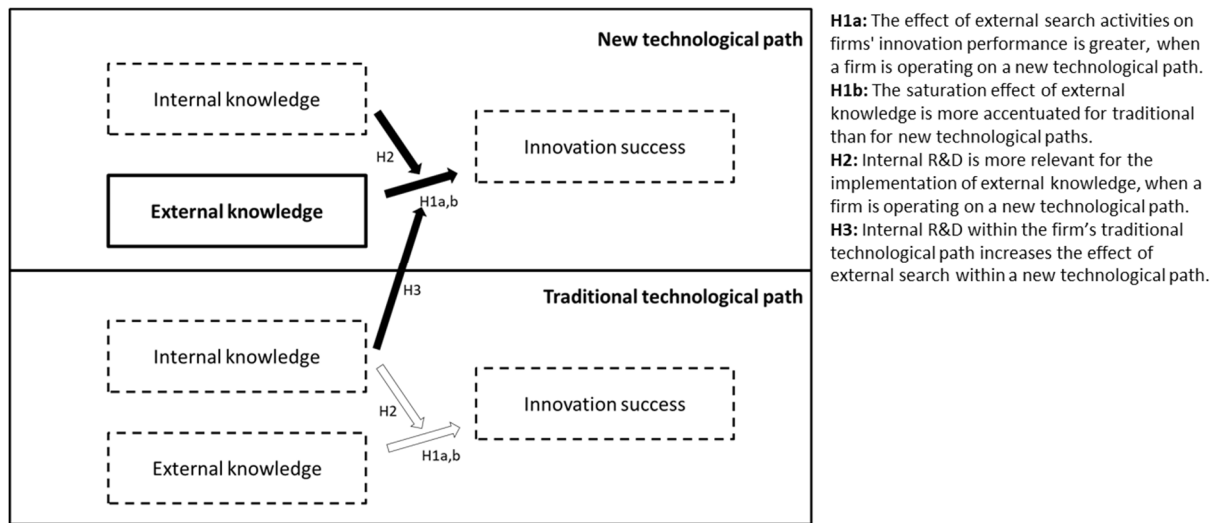 New technological path
Internal knowledge
H2
Innovation success
External knowledge
H1a,b
H3
Traditional technological path
Internal knowledge
H2
Innovation success
External knowledge
H1a,b
H1a: The effect of external search activities on
firms' innovation performance is greater, when
a firm is operating on a new technological path.
H1b: The saturation effect of external
knowledge is more accentuated for traditional
than for new technological paths.
H2: Internal R&D is more relevant for the
implementation of external knowledge, when a
firm is operating on a new technological path.
H3: Internal R&D within the firm’s traditional
technological path increases the effect of
external search within a new technological path.